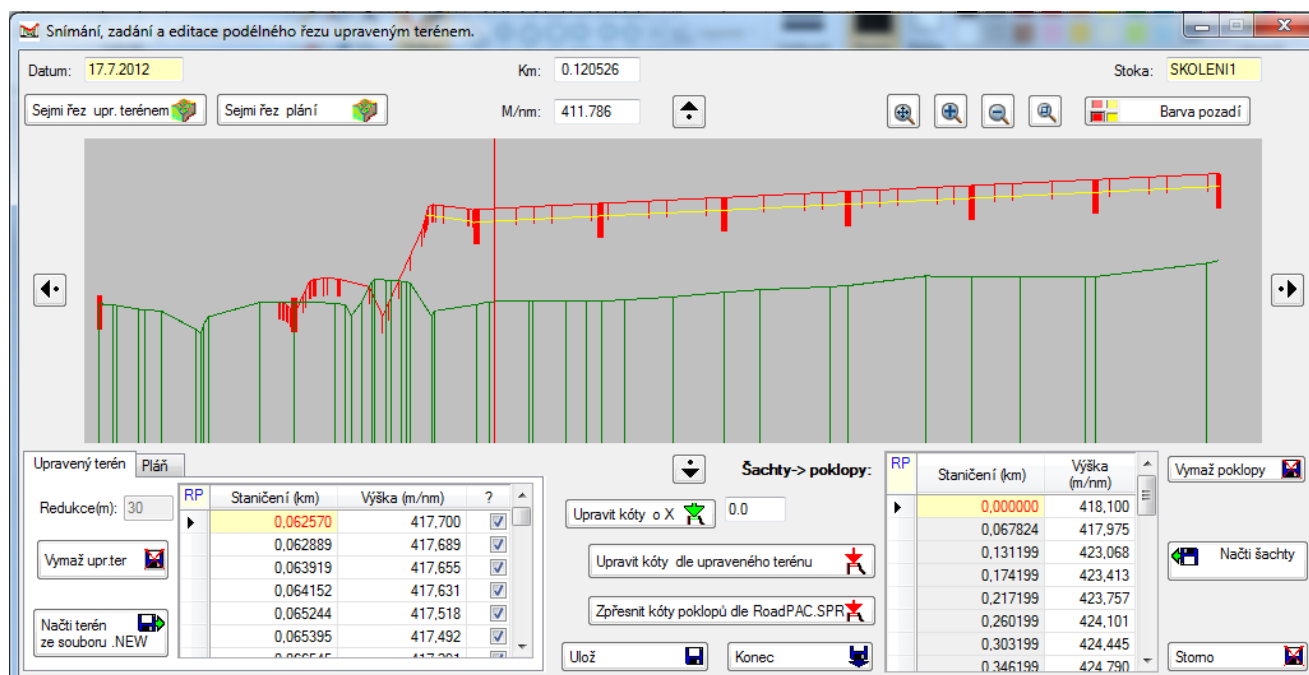 Snímání, zadání a editace podélného řezu upraveným terénem.
Datum: 17.7.2012 Km: 0.120526 Stoka: SKOLENI1
Sejmi řez upr. terénem Sejmi řez plání M/nm: 411.786 Barva pozadí
Upravený terén Pláň
Redukce(m): 30
Vymaž upr.ter
Načti terén
ze souboru .NEW
RP Staničení (km) Výška (m/nm) ?
0,062570 417,700
0,062889 417,689
0,063919 417,655
0,064152 417,631
0,065244 417,518
0,065395 417,492
Šachty-> poklopy:
Upravit kóty o X 0.0
Upravit kóty dle upraveného terénu
Zpřesnit kóty poklopů dle RoadPAC.SPR
Ulož Konec
RP Staničení (km) Výška (m/nm)
0,000000 418,100
0,067824 417,975
0,131199 423,068
0,174199 423,413
0,217199 423,757
0,260199 424,101
0,303199 424,445
0,346199 424,790
Vymaž poklopy
Načti šachty
Storno